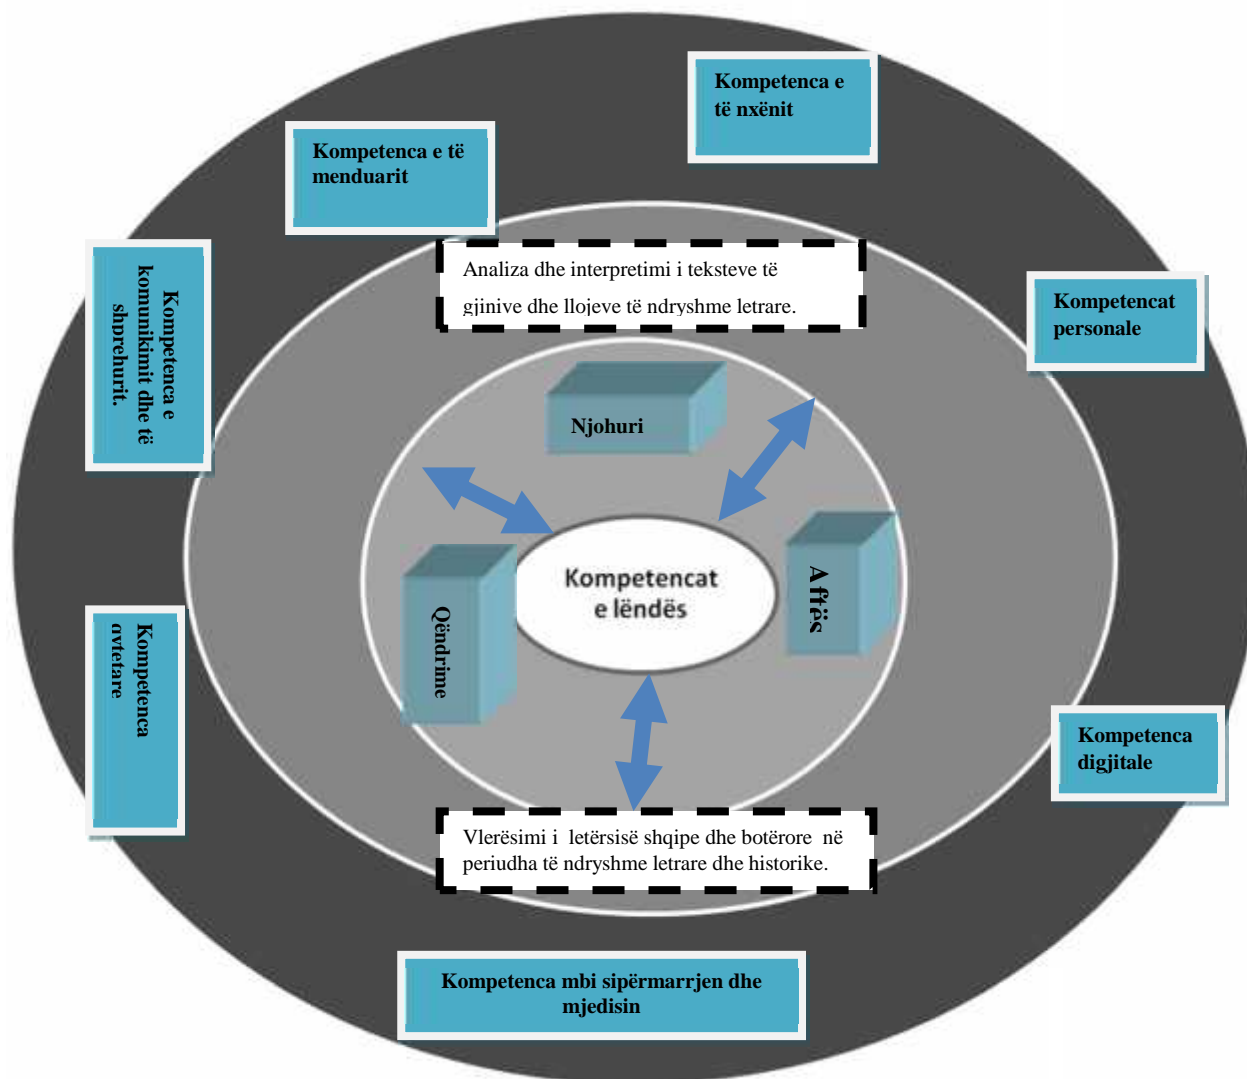 Kompetenca e
të nxënit
Kompetenca e të
menduarit
Kompetenca e
komunikimit dhe të
shprehurit.
Analiza dhe interpretimi i teksteve të
gjinive dhe llojeve të ndryshme letrare.
Kompetencat
personale
Njohuri
Kompetencat
e lëndës
Aftës
Qëndrime
Kompetenca
qytetare
Kompetenca
digjitale
Vlerësimi i letërsisë shqipe dhe botërore në
periudha të ndryshme letrare dhe historike.
Kompetenca mbi sipërmarrjen dhe
mjedisin